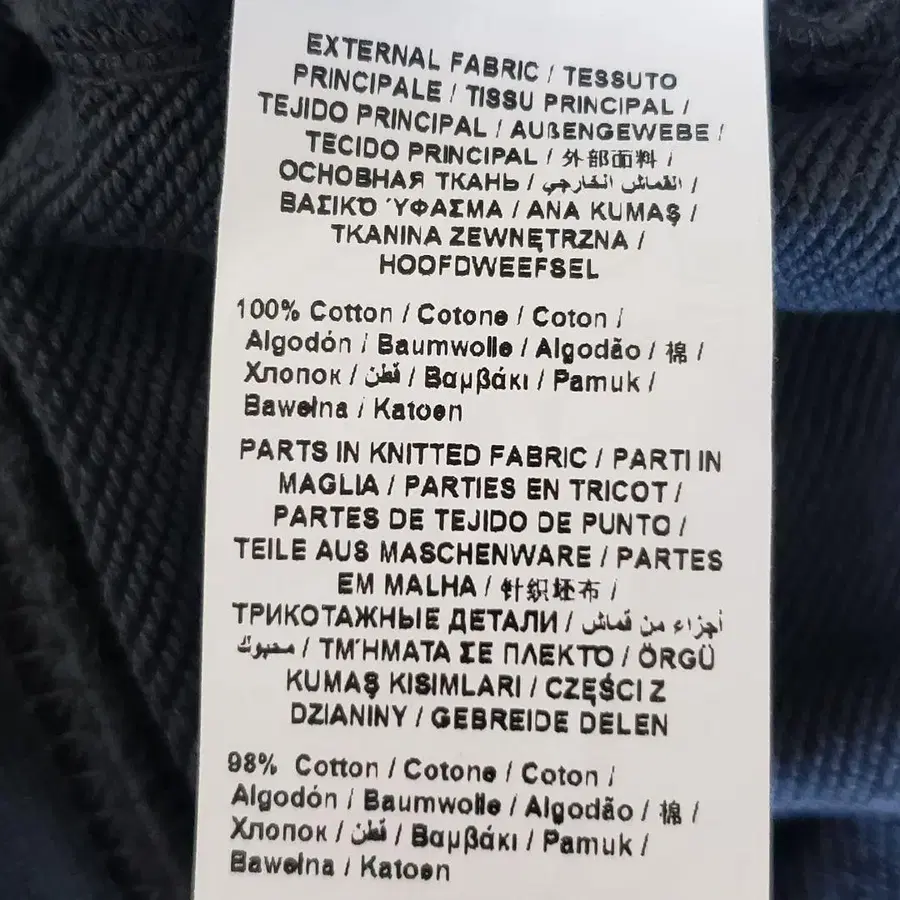 EXTERNAL FABRIC / TESSUTO
PRINCIPALE / TISSU PRINCIPAL /
TEJIDO PRINCIPAL / AUßENGEWEBE /
TECIDO PRINCIPAL / 外部面料 /
ОСНОВНАЯ ТКАНЬ / القماش الخارجي /
ΒΑΣΙΚΌ ΎΦΑΣΜΑ / ANA KUMAŞ /
TKANINA ZEWNĘTRZNA /
HOOFDWEEFSEL
100% Cotton / Cotone / Coton /
Algodón / Baumwolle / Algodão / 棉 /
Хлопок / قطن / Βαμβάκι / Pamuk /
Bawełna / Katoen
PARTS IN KNITTED FABRIC / PARTI IN
MAGLIA / PARTIES EN TRICOT /
PARTES DE TEJIDO DE PUNTO /
TEILE AUS MASCHENWARE / PARTES
EM MALHA / 针织坯布 /
ТРИКОТАЖНЫЕ ДЕТАЛИ / أجزاء من قماش
محبوك / ΤΜΉΜΑΤΑ ΣΕ ΠΛΕΚΤΌ / ÖRGÜ
KUMAŞ KISIMLARI / CZĘŚCI Z
DZIANINY / GEBREIDE DELEN
98% Cotton / Cotone / Coton /
Algodón / Baumwolle / Algodão / 棉 /
Хлопок / قطن / Βαμβάκι / Pamuk /
Bawełna / Katoen